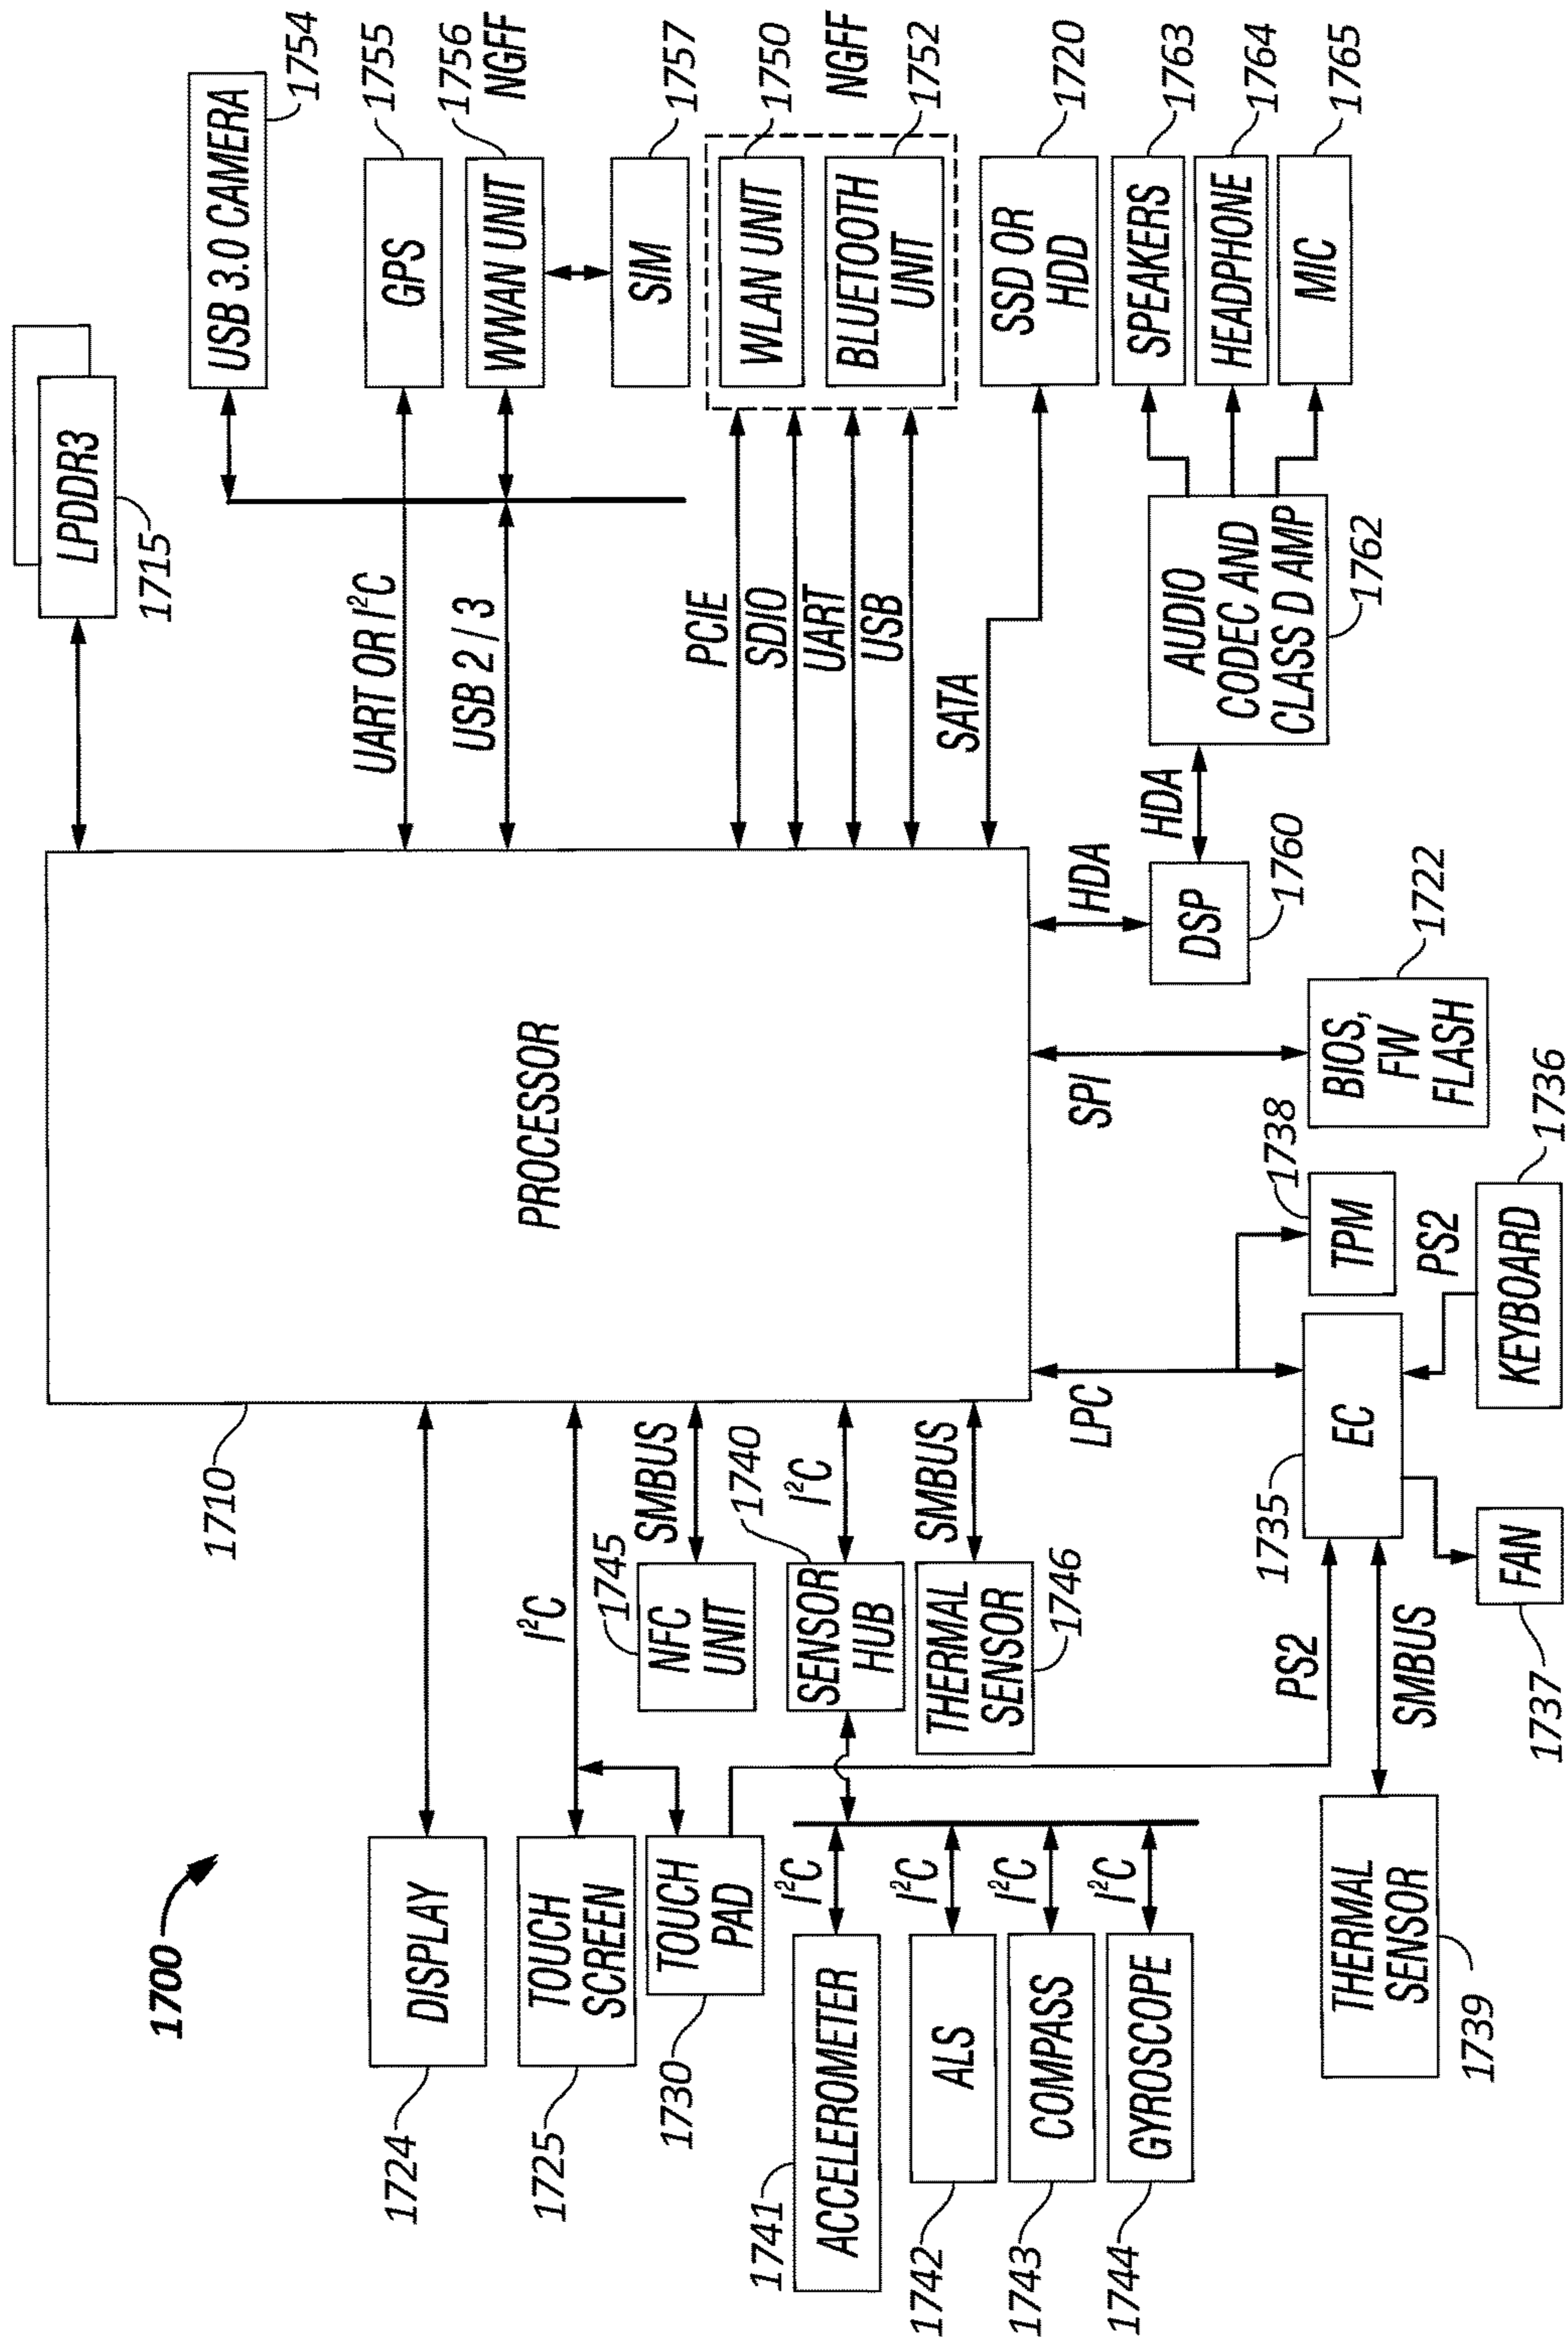 1700
LPDDR3
1715
USB 3.0 CAMERA
1754
1710
PROCESSOR
DISPLAY
1724
UART OR I²C
GPS
1755
USB 2 / 3
WWAN UNIT
1756
NGFF
SIM
1757
TOUCH
SCREEN
1725
I²C
TOUCH
PAD
1730
1745
NFC
UNIT
SMBUS
1740
SENSOR
HUB
I²C
THERMAL
SENSOR
1746
SMBUS
PCIE
SDIO
UART
USB
WLAN UNIT
1750
BLUETOOTH
UNIT
NGFF
1752
SATA
SSD OR
HDD
1720
1741
ACCELEROMETER
I²C
1742
ALS
I²C
1743
COMPASS
I²C
1744
GYROSCOPE
I²C
LPC
SPI
HDA
DSP
1760
HDA
AUDIO
CODEC AND
CLASS D AMP
1762
SPEAKERS
1763
HEADPHONE
1764
MIC
1765
THERMAL
SENSOR
1739
PS2
SMBUS
1735
EC
TPM
1738
BIOS,
FW
FLASH
1722
PS2
FAN
1737
KEYBOARD
1736